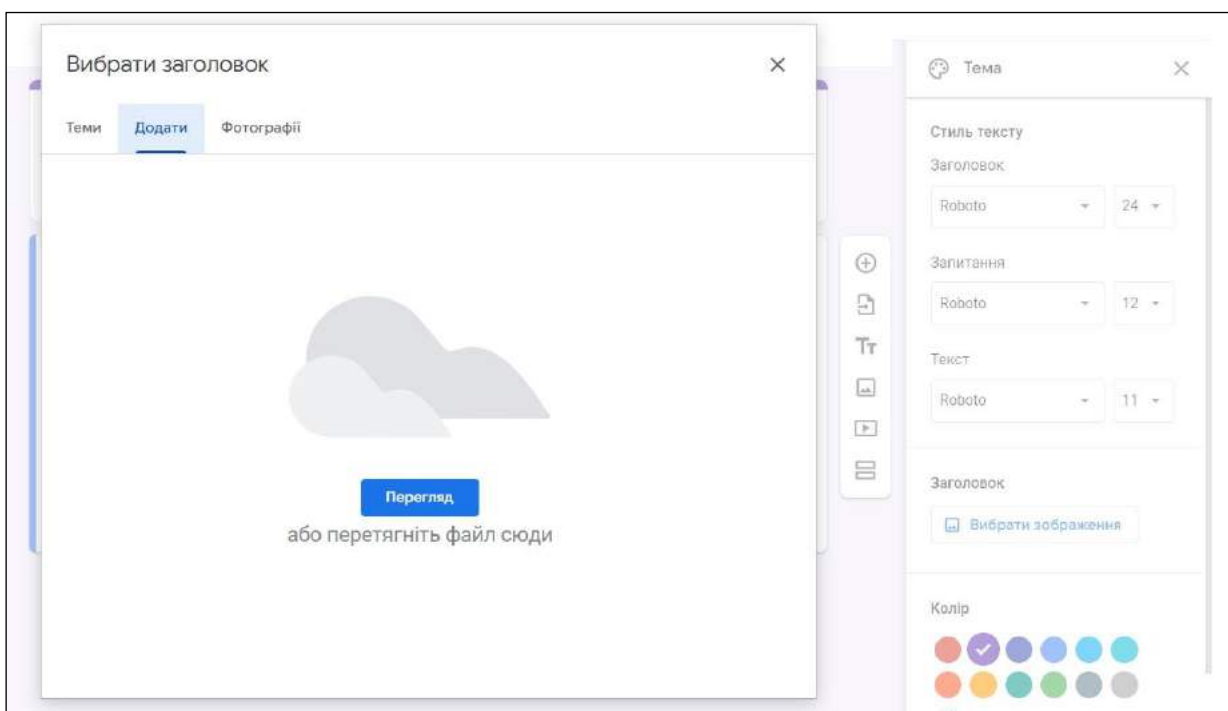 Вибрати заголовок
Теми Додати Фотографії
Перегляд
або перетягніть файл сюди
Тт
Тема
Стиль тексту
Заголовок
Roboto 24
Запитання
Roboto 12
Текст
Roboto 11
Заголовок
Вибрати зображення
Колір